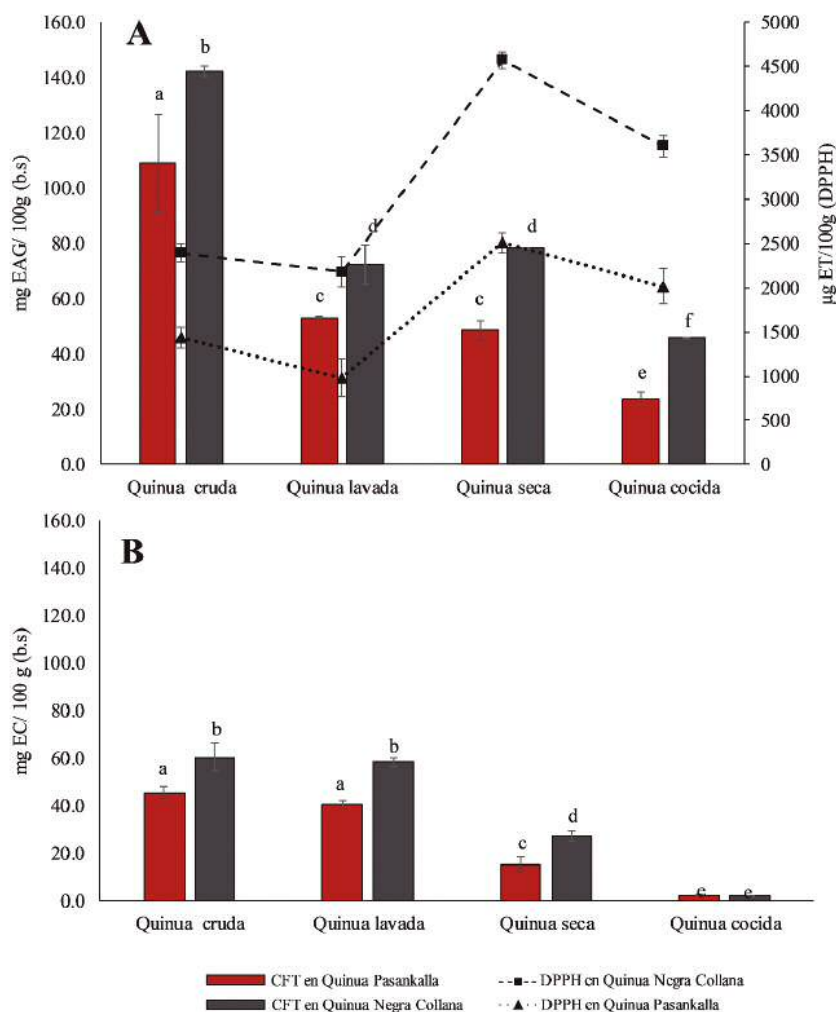 A
160.0
140.0
120.0
100.0
80.0
60.0
40.0
20.0
0.0
mg EAG/ 100g (b.s)
5000
4500
4000
3500
3000
2500
2000
1500
1000
500
0
µg ET/100g (DPPH)
a
b
c
d
c
d
e
f
Quinua cruda
Quinua lavada
Quinua seca
Quinua cocida
B
160.0
140.0
120.0
100.0
80.0
60.0
40.0
20.0
0.0
mg EC/ 100 g (b.s)
a
b
a
b
c
d
e
e
Quinua cruda
Quinua lavada
Quinua seca
Quinua cocida
CFT en Quinua Pasankalla
DPPH en Quinua Negra Collana
CFT en Quinua Negra Collana
DPPH en Quinua Pasankalla